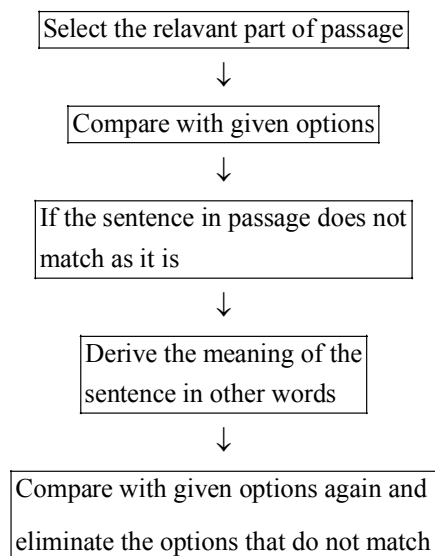 Select the relavant part of passage
↓
Compare with given options
↓
If the sentence in passage does not
match as it is
↓
Derive the meaning of the
sentence in other words
↓
Compare with given options again and
eliminate the options that do not match